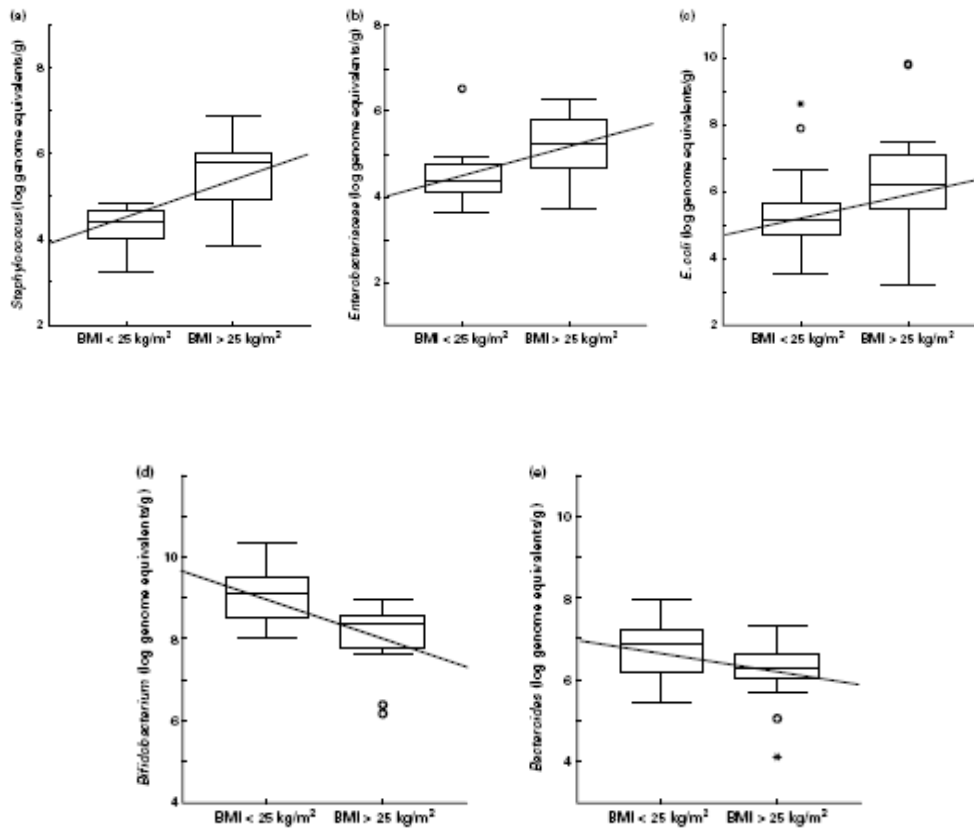 (a)
Staphylococcus (log genome equivalents/g)
8
6
4
2
BMI < 25 kg/m² BMI > 25 kg/m²
(b)
Enterobacteriaceae (log genome equivalents/g)
8
6
4
2
BMI < 25 kg/m² BMI > 25 kg/m²
(c)
E. coli (log genome equivalents/g)
10
8
6
4
2
BMI < 25 kg/m² BMI > 25 kg/m²
(d)
Bifidobacterium (log genome equivalents/g)
10
8
6
4
BMI < 25 kg/m² BMI > 25 kg/m²
(e)
Bacteroides (log genome equivalents/g)
10
8
6
4
BMI < 25 kg/m² BMI > 25 kg/m²